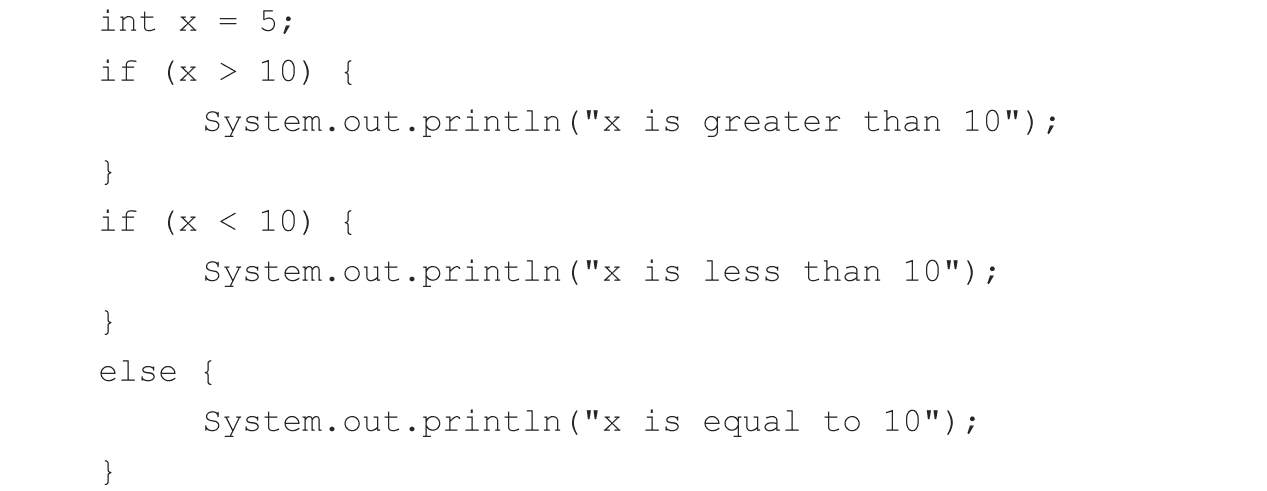 int x = 5;
if (x > 10) {
System.out.println("x is greater than 10");
}
if (x < 10) {
System.out.println("x is less than 10");
}
else {
System.out.println("x is equal to 10");
}